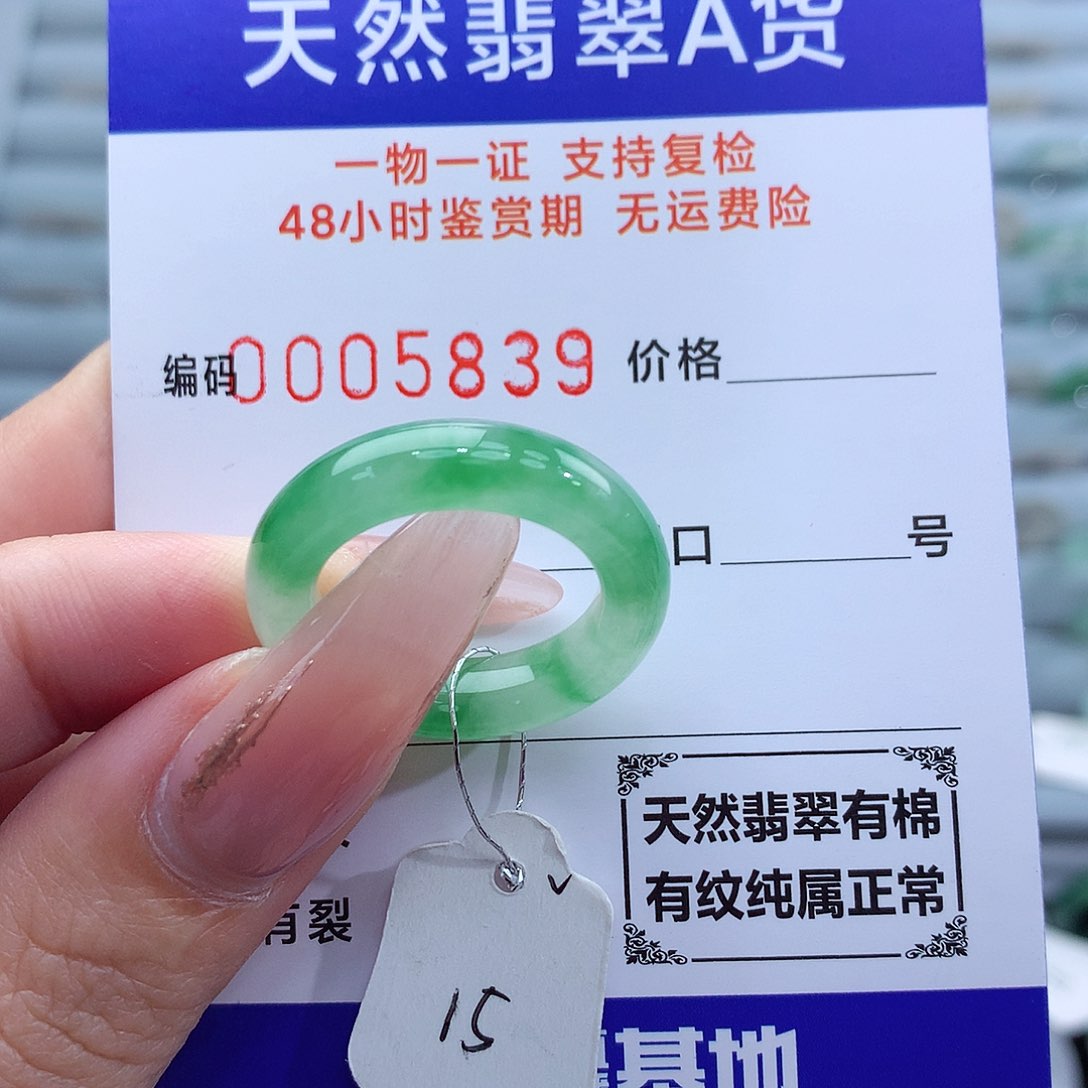 天然翡翠A货
一物一证 支持复检
48小时鉴赏期 无运费险
编码0005839 价格
口 号
天然翡翠有棉
有纹纯属正常
有裂
15
基地